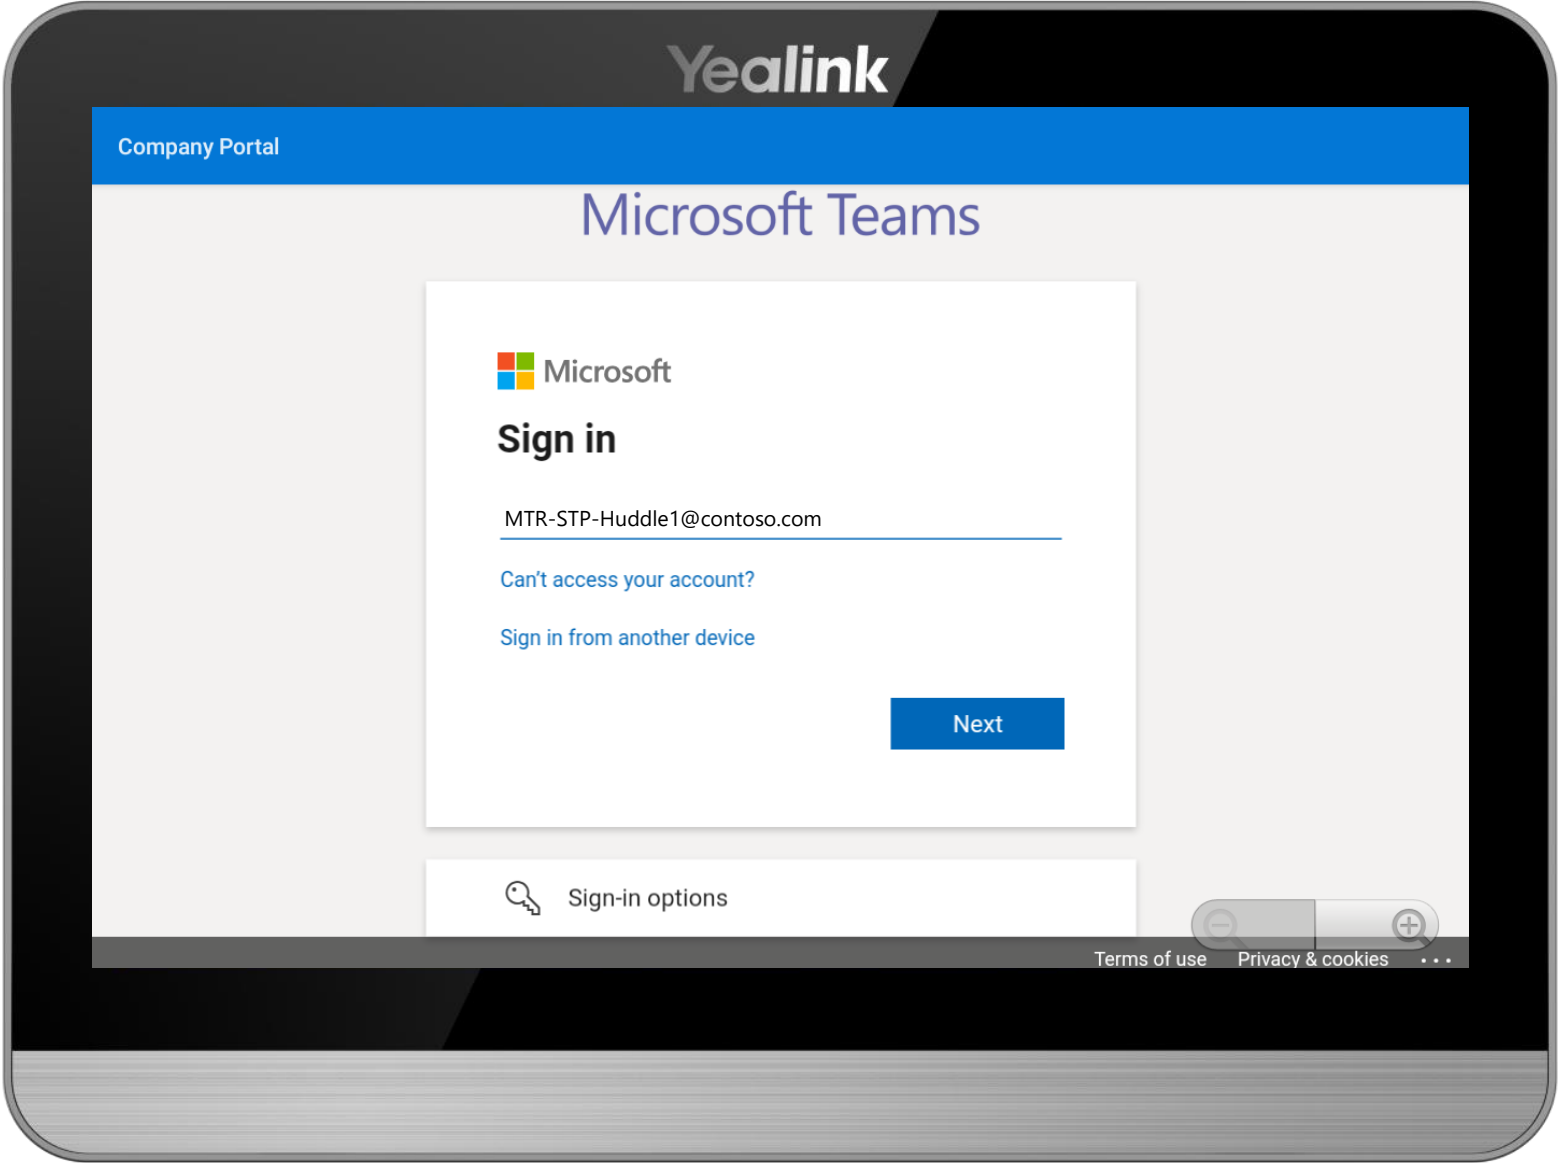 Yealink
Company Portal
Microsoft Teams
Microsoft
Sign in
MTR-STP-Huddle1@contoso.com
Can't access your account?
Sign in from another device
Next
Sign-in options
Terms of use Privacy & cookies ...